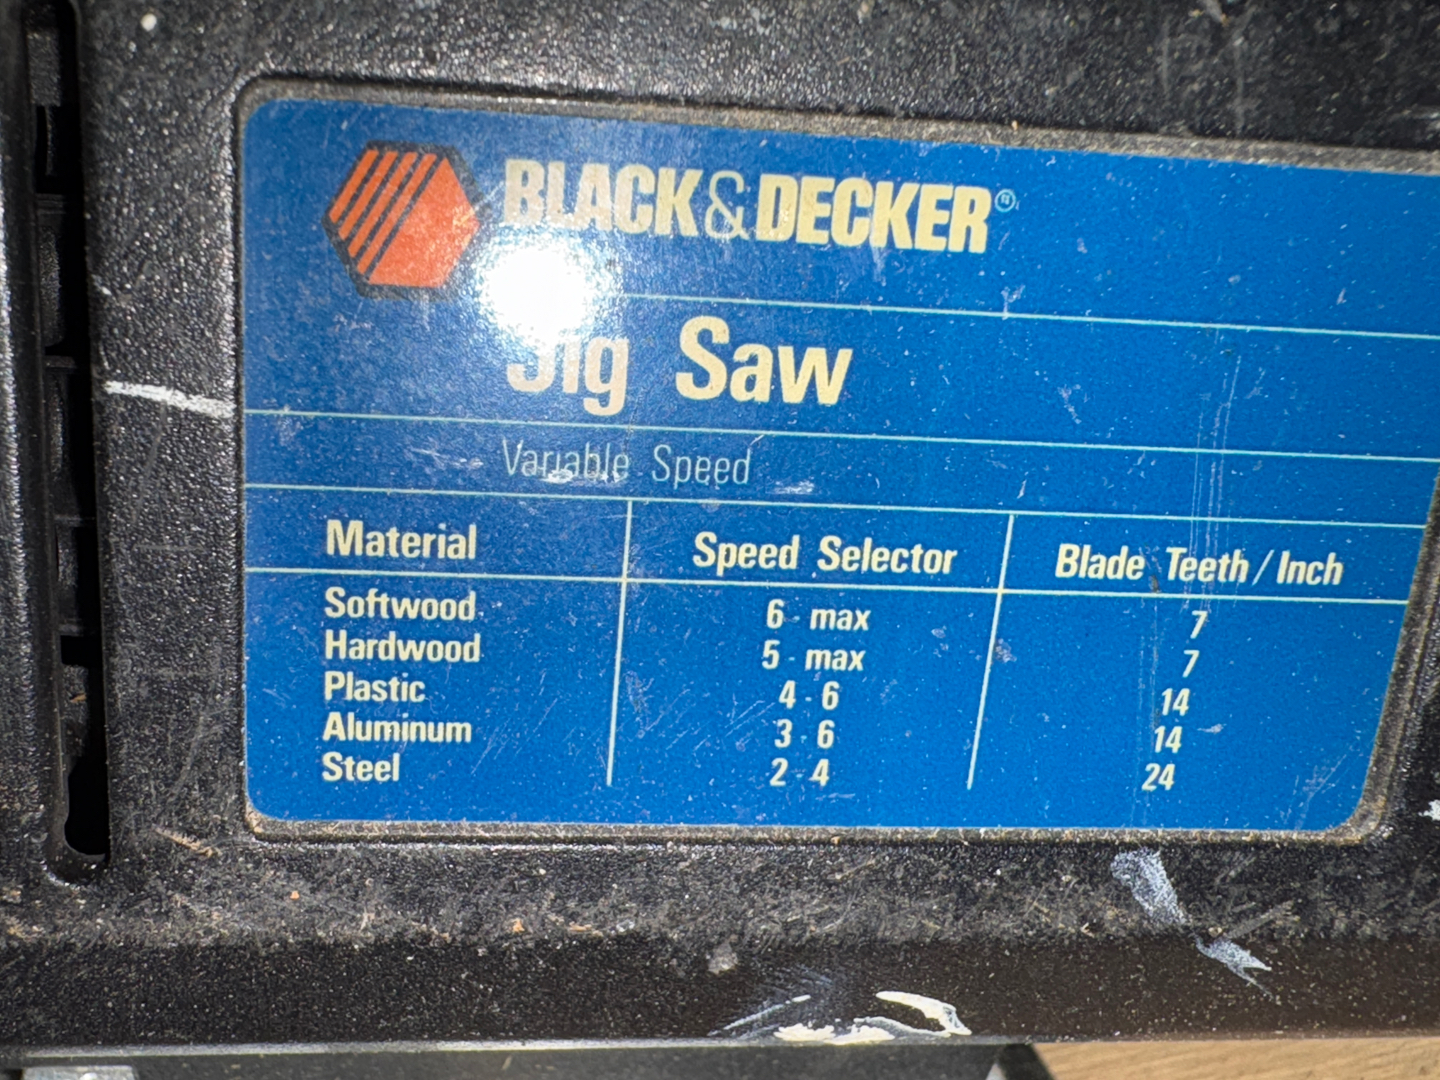 BLACK&DECKER®
Jig Saw
Variable Speed
Material Speed Selector Blade Teeth / Inch
Softwood 6 - max 7
Hardwood 5 - max 7
Plastic 4 - 6 14
Aluminum 3 - 6 14
Steel 2 - 4 24